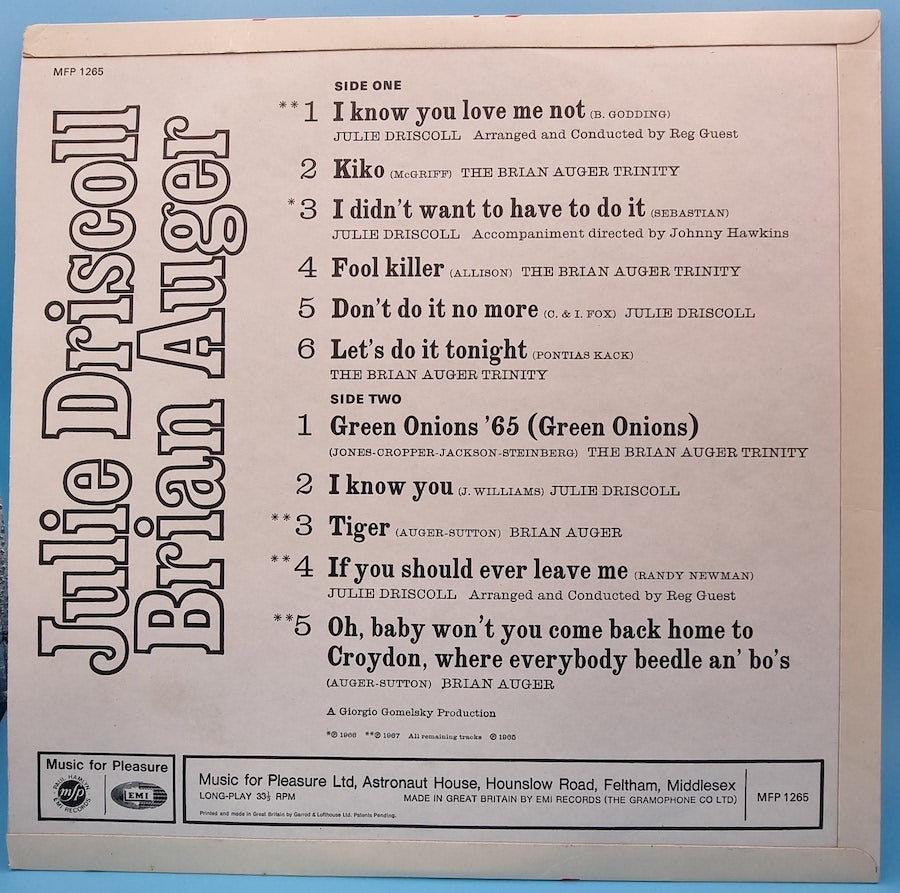 MFP 1265
Julie Driscoll
Brian Auger
SIDE ONE
**1 I know you love me not (B. GODDING)
JULIE DRISCOLL Arranged and Conducted by Reg Guest
2 Kiko (McGRIFF) THE BRIAN AUGER TRINITY
*3 I didn't want to have to do it (SEBASTIAN)
JULIE DRISCOLL Accompaniment directed by Johnny Hawkins
4 Fool killer (ALLISON) THE BRIAN AUGER TRINITY
5 Don't do it no more (C. & I. FOX) JULIE DRISCOLL
6 Let's do it tonight (PONTIAS KACK)
THE BRIAN AUGER TRINITY
SIDE TWO
1 Green Onions '65 (Green Onions)
(JONES-CROPPER-JACKSON-STEINBERG) THE BRIAN AUGER TRINITY
2 I know you (J. WILLIAMS) JULIE DRISCOLL
**3 Tiger (AUGER-SUTTON) BRIAN AUGER
**4 If you should ever leave me (RANDY NEWMAN)
JULIE DRISCOLL Arranged and Conducted by Reg Guest
**5 Oh, baby won't you come back home to
Croydon, where everybody beedle an' bo's
(AUGER-SUTTON) BRIAN AUGER
A Giorgio Gomelsky Production
*℗ 1966 **℗ 1967 All remaining tracks ℗ 1965
Music for Pleasure
PAUL HAMLYN
mfp
EMI RECORDS
EMI
Music for Pleasure Ltd, Astronaut House, Hounslow Road, Feltham, Middlesex
LONG-PLAY 33⅓ RPM MADE IN GREAT BRITAIN BY EMI RECORDS (THE GRAMOPHONE CO LTD)
Printed and made in Great Britain by Garrod & Lofthouse Ltd. Patents Pending.
MFP 1265